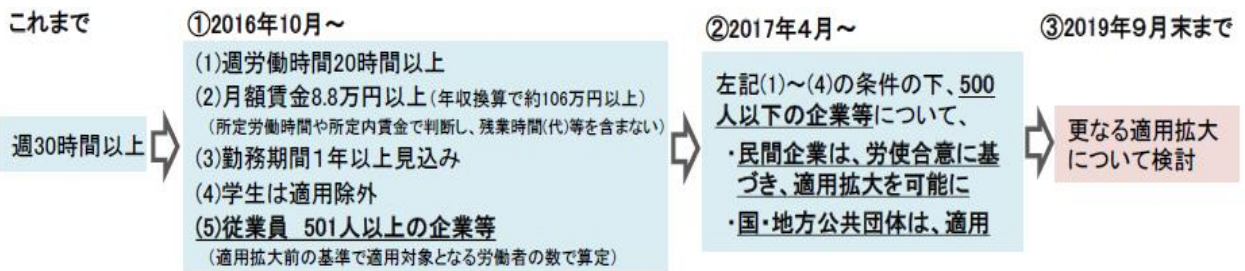 これまで
週30時間以上
①2016年10月～
(1)週労働時間20時間以上
(2)月額賃金8.8万円以上(年収換算で約106万円以上)
(所定労働時間や所定内賃金で判断し、残業時間(代)等を含まない)
(3)勤務期間1年以上見込み
(4)学生は適用除外
(5)従業員 501人以上の企業等
(適用拡大前の基準で適用対象となる労働者の数で算定)
②2017年4月～
左記(1)～(4)の条件の下、500
人以下の企業等について、
・民間企業は、労使合意に基
づき、適用拡大を可能に
・国・地方公共団体は、適用
③2019年9月末まで
更なる適用拡大
について検討